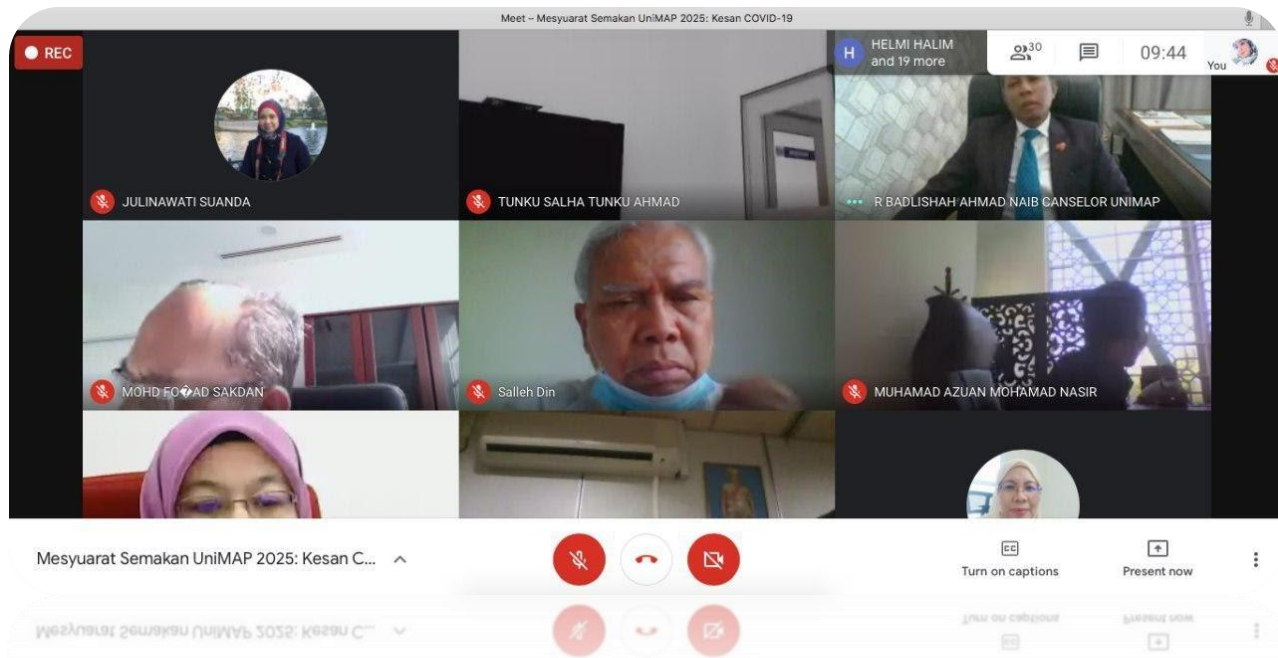 Meet – Mesyuarat Semakan UniMAP 2025: Kesan COVID-19
REC
H
HELMI HALIM
and 19 more
30
09:44
You
JULINAWATI SUANDA
TUNKU SALHA TUNKU AHMAD
R BADLISHAH AHMAD NAIB CANSELOR UNIMAP
MOHD FO�AD SAKDAN
Salleh Din
MUHAMAD AZUAN MOHAMAD NASIR
Mesyuarat Semakan UniMAP 2025: Kesan C...
CC
Turn on captions
Present now